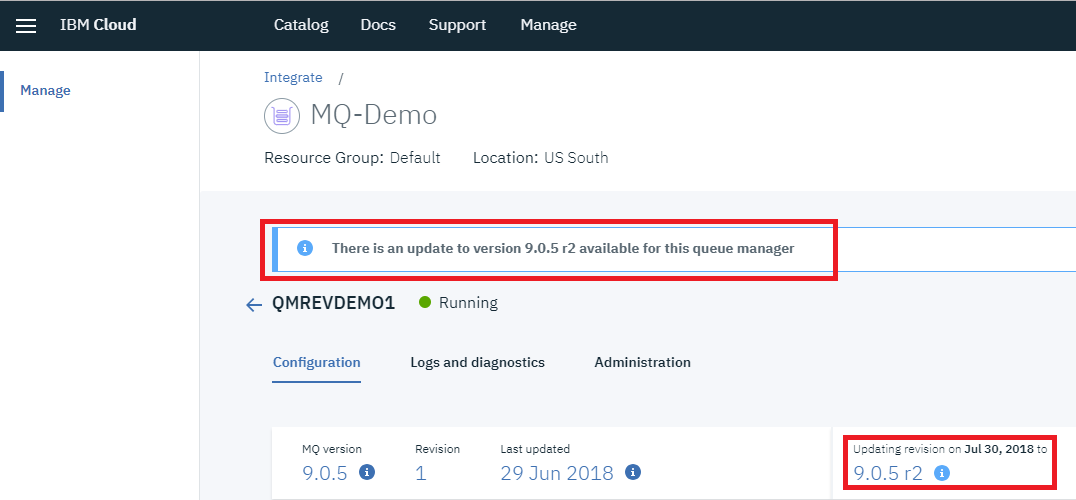 IBM Cloud Catalog Docs Support Manage
Manage
Integrate /
MQ-Demo
Resource Group: Default Location: US South
There is an update to version 9.0.5 r2 available for this queue manager
QMREVDEMO1 Running
Configuration Logs and diagnostics Administration
MQ version Revision Last updated Updating revision on Jul 30, 2018 to
9.0.5 1 29 Jun 2018 9.0.5 r2